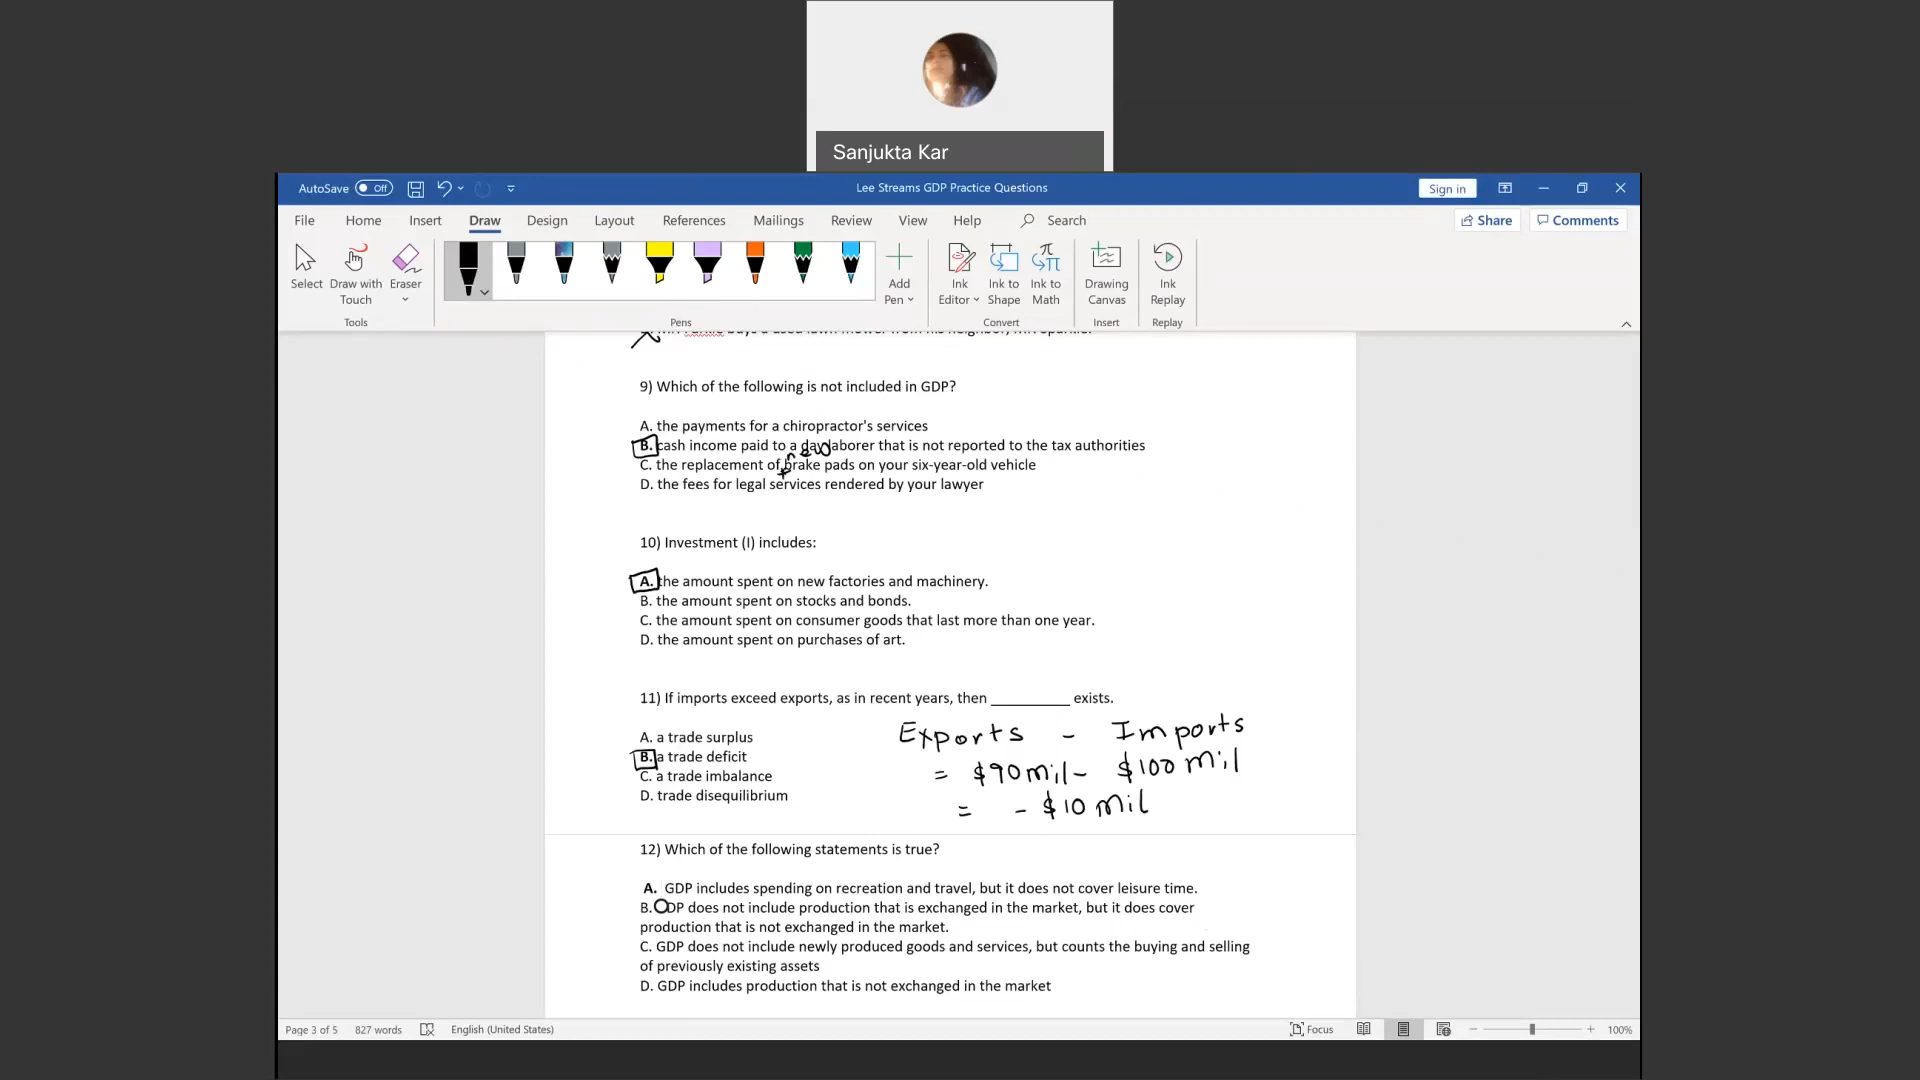 Sanjukta Kar
AutoSave Off
Lee Streams GDP Practice Questions
Sign in
File Home Insert Draw Design Layout References Mailings Review View Help Search
Share Comments
Select Draw with Touch Eraser
Add Pen
Ink Editor Ink to Shape Ink to Math
Drawing Canvas
Ink Replay
Tools Pens Convert Insert Replay
buys a used lawn mower from his neighbor,
9) Which of the following is not included in GDP?
A. the payments for a chiropractor's services
B. cash income paid to a day laborer that is not reported to the tax authorities
new
C. the replacement of brake pads on your six-year-old vehicle
D. the fees for legal services rendered by your lawyer
10) Investment (I) includes:
A. the amount spent on new factories and machinery.
B. the amount spent on stocks and bonds.
C. the amount spent on consumer goods that last more than one year.
D. the amount spent on purchases of art.
11) If imports exceed exports, as in recent years, then __________ exists.
A. a trade surplus
B. a trade deficit
C. a trade imbalance
D. trade disequilibrium
Exports - Imports
= $90 mil - $100 mil
= - $10 mil
12) Which of the following statements is true?
A. GDP includes spending on recreation and travel, but it does not cover leisure time.
B. GDP does not include production that is exchanged in the market, but it does cover
production that is not exchanged in the market.
C. GDP does not include newly produced goods and services, but counts the buying and selling
of previously existing assets
D. GDP includes production that is not exchanged in the market
Page 3 of 5 827 words English (United States) Focus 100%